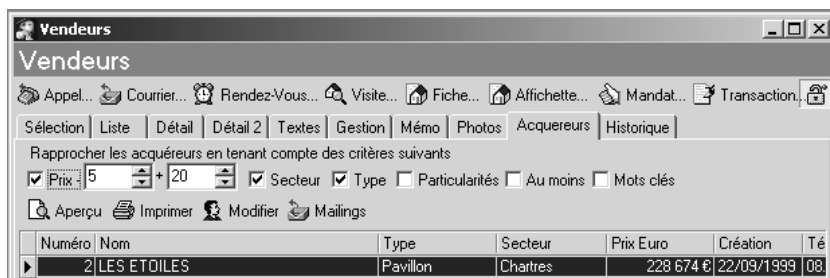 Vendeurs
Vendeurs
Appel... Courrier... Rendez-Vous... Visite... Fiche... Affichette... Mandat... Transaction...
Sélection Liste Détail Détail 2 Textes Gestion Mémo Photos Acquereurs Historique
Rapprocher les acquéreurs en tenant compte des critères suivants
Prix - 5 + 20 Secteur Type Particularités Au moins Mots clés
Aperçu Imprimer Modifier Mailings
Numéro Nom Type Secteur Prix Euro Création Té
2 LES ETOILES Pavillon Chartres 228 674 € 22/09/1999 08.